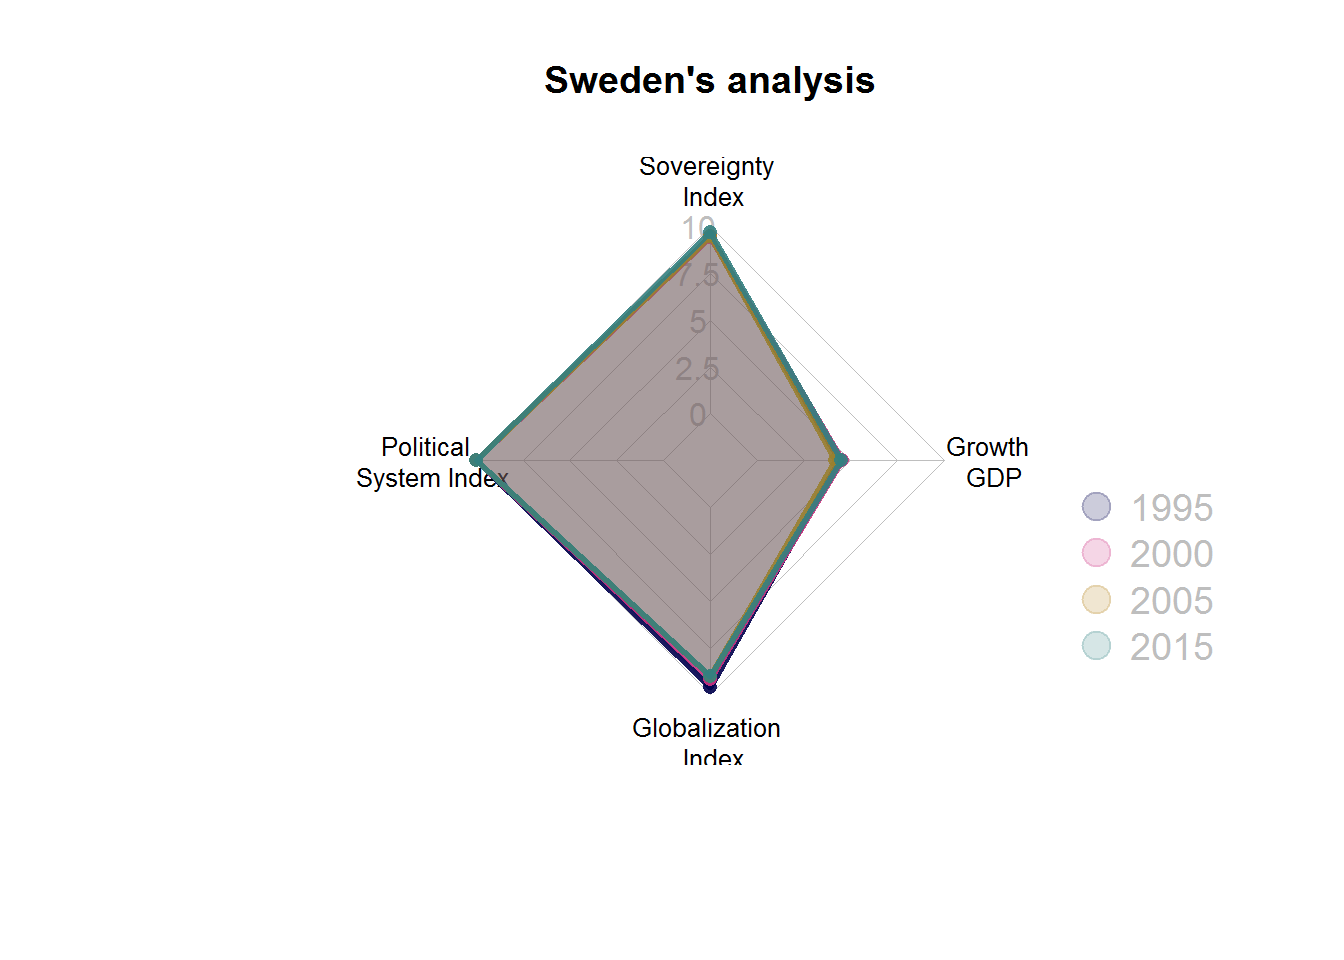 Sweden's analysis
Sovereignty
Index
10
7.5
5
2.5
0
Political
System Index
Growth
GDP
1995
2000
2005
2015
Globalization
Index